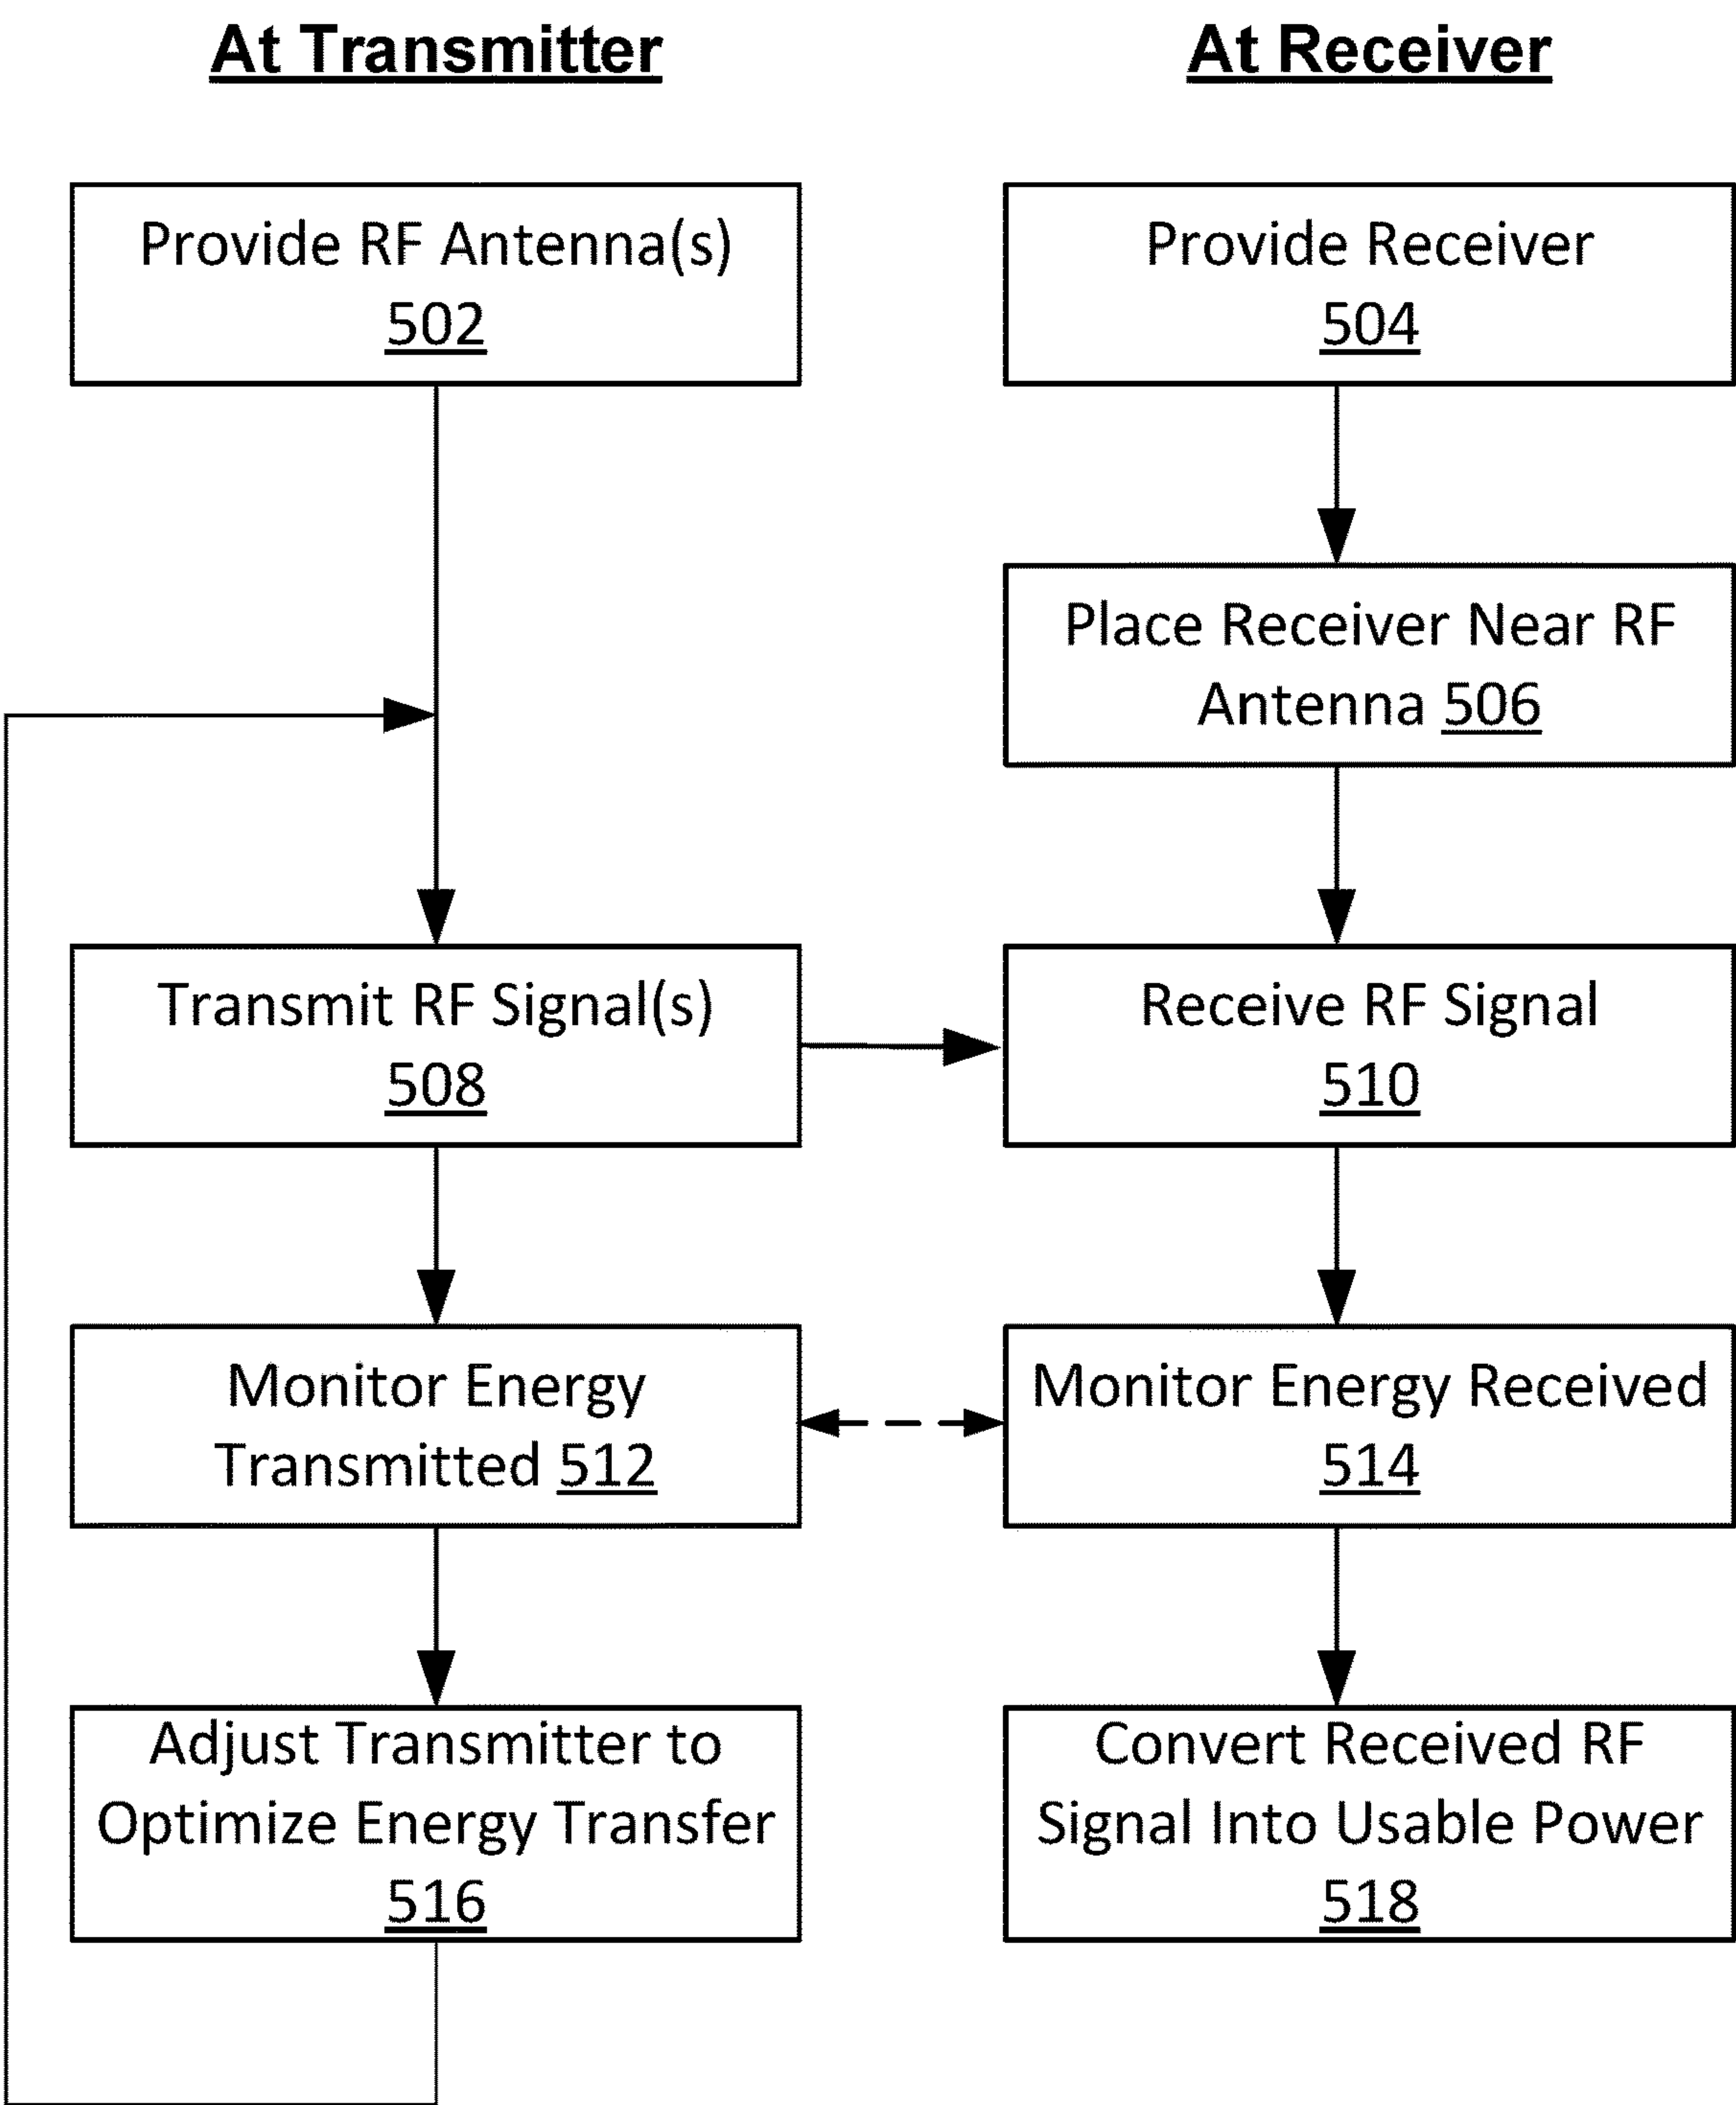 At Transmitter
At Receiver
Provide RF Antenna(s)
502
Provide Receiver
504
Place Receiver Near RF
Antenna 506
Transmit RF Signal(s)
508
Receive RF Signal
510
Monitor Energy
Transmitted 512
Monitor Energy Received
514
Adjust Transmitter to
Optimize Energy Transfer
516
Convert Received RF
Signal Into Usable Power
518